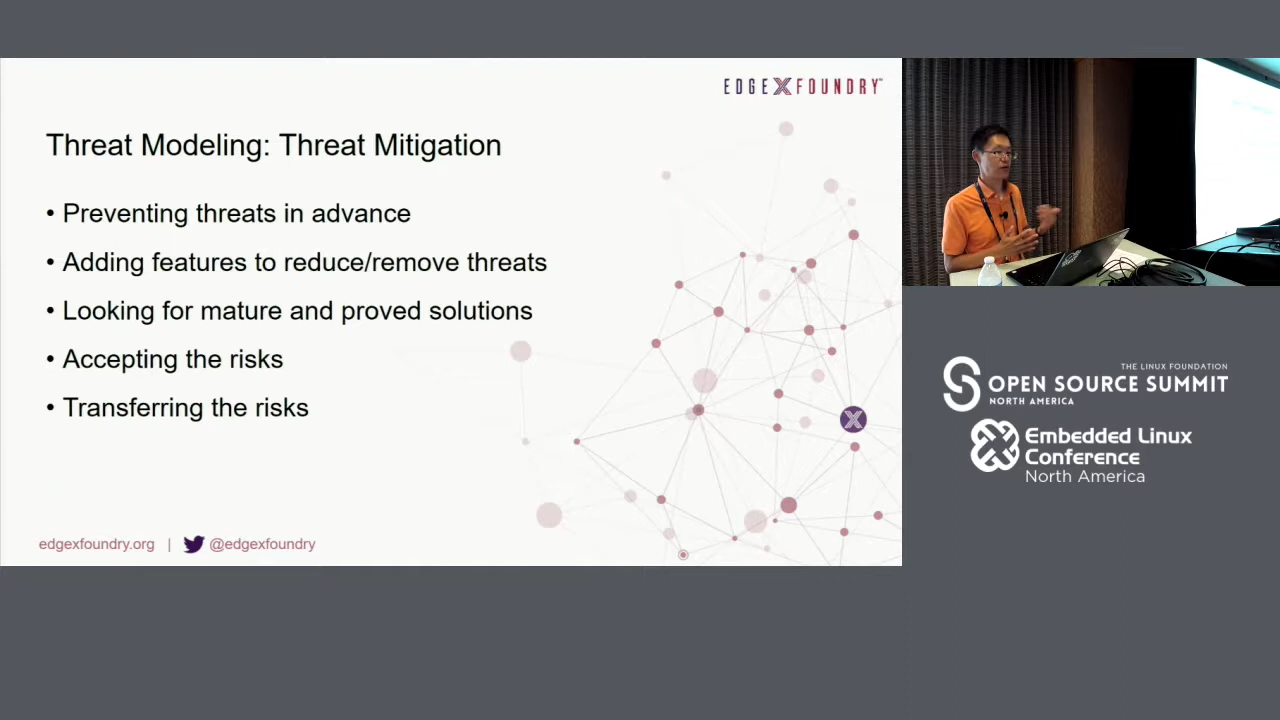 EDGE X FOUNDRY™
Threat Modeling: Threat Mitigation
• Preventing threats in advance
• Adding features to reduce/remove threats
• Looking for mature and proved solutions
• Accepting the risks
• Transferring the risks
edgexfoundry.org | @edgexfoundry
THE LINUX FOUNDATION
OPEN SOURCE SUMMIT
NORTH AMERICA
Embedded Linux
Conference
North America